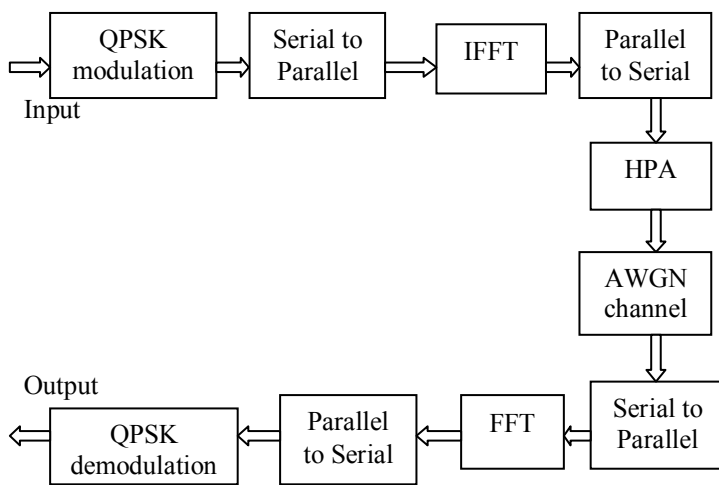 QPSK
modulation
Serial to
Parallel
IFFT
Parallel
to Serial
Input
HPA
AWGN
channel
Output
QPSK
demodulation
Parallel
to Serial
FFT
Serial to
Parallel